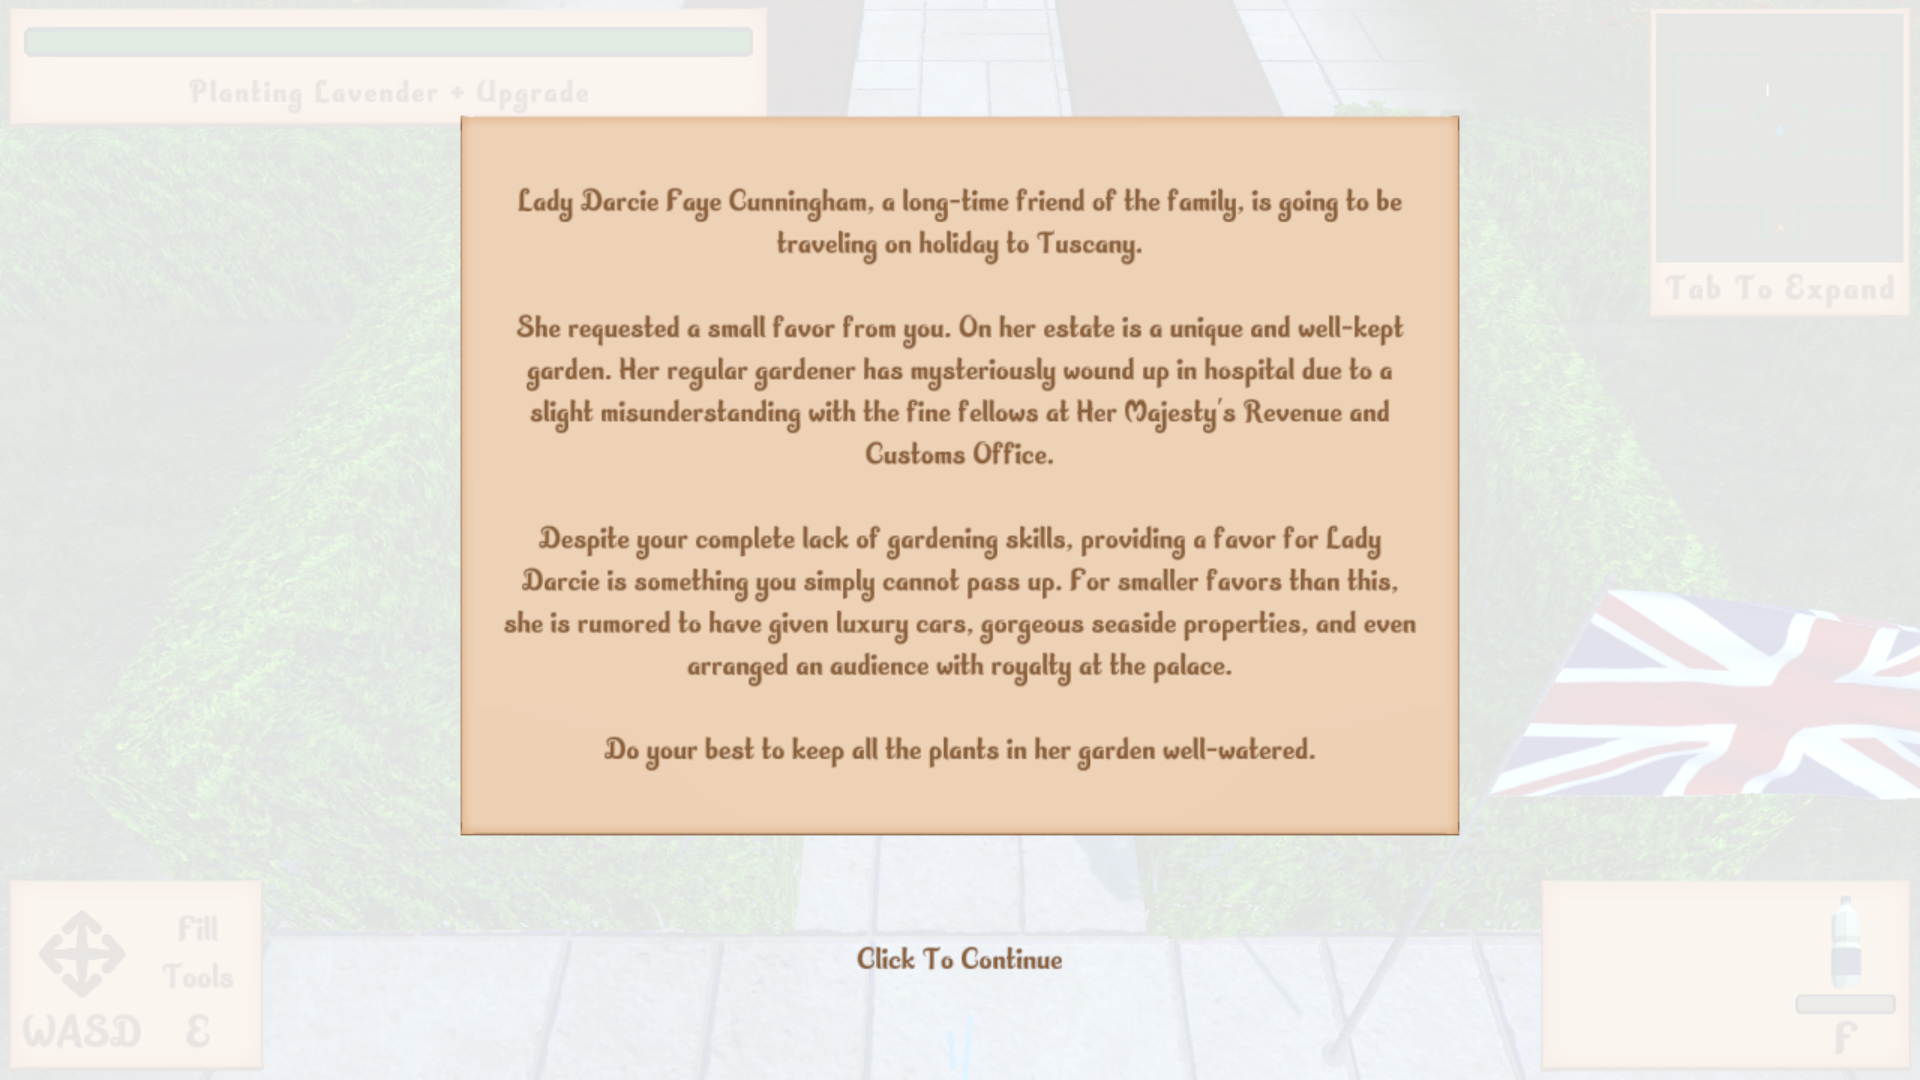 Planting Lavender + Upgrade
Tab To Expand
Lady Darcie Faye Cunningham, a long-time friend of the family, is going to be
traveling on holiday to Tuscany.
She requested a small favor from you. On her estate is a unique and well-kept
garden. Her regular gardener has mysteriously wound up in hospital due to a
slight misunderstanding with the fine fellows at Her Majesty's Revenue and
Customs Office.
Despite your complete lack of gardening skills, providing a favor for Lady
Darcie is something you simply cannot pass up. For smaller favors than this,
she is rumored to have given luxury cars, gorgeous seaside properties, and even
arranged an audience with royalty at the palace.
Do your best to keep all the plants in her garden well-watered.
Click To Continue
Fill
Tools
WASD E
F